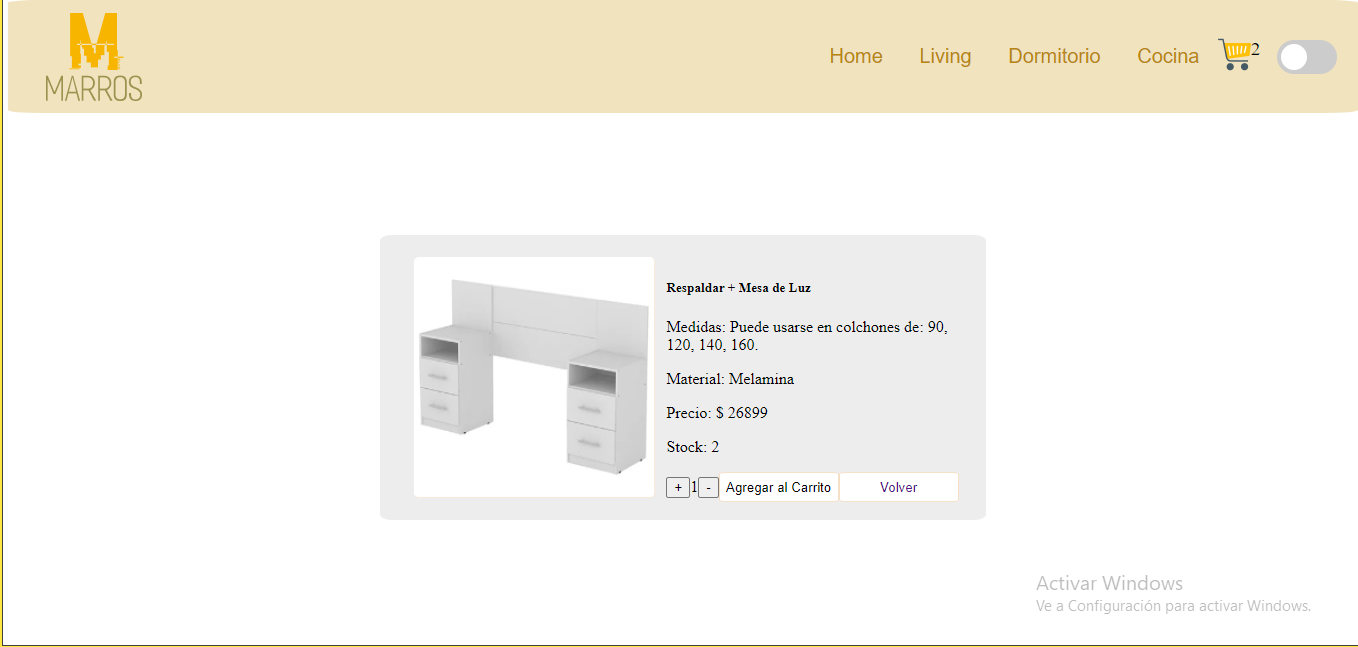 M
MARROS
Home Living Dormitorio Cocina 2
Respaldar + Mesa de Luz
Medidas: Puede usarse en colchones de: 90,
120, 140, 160.
Material: Melamina
Precio: $ 26899
Stock: 2
+ 1 - Agregar al Carrito Volver
Activar Windows
Ve a Configuración para activar Windows.